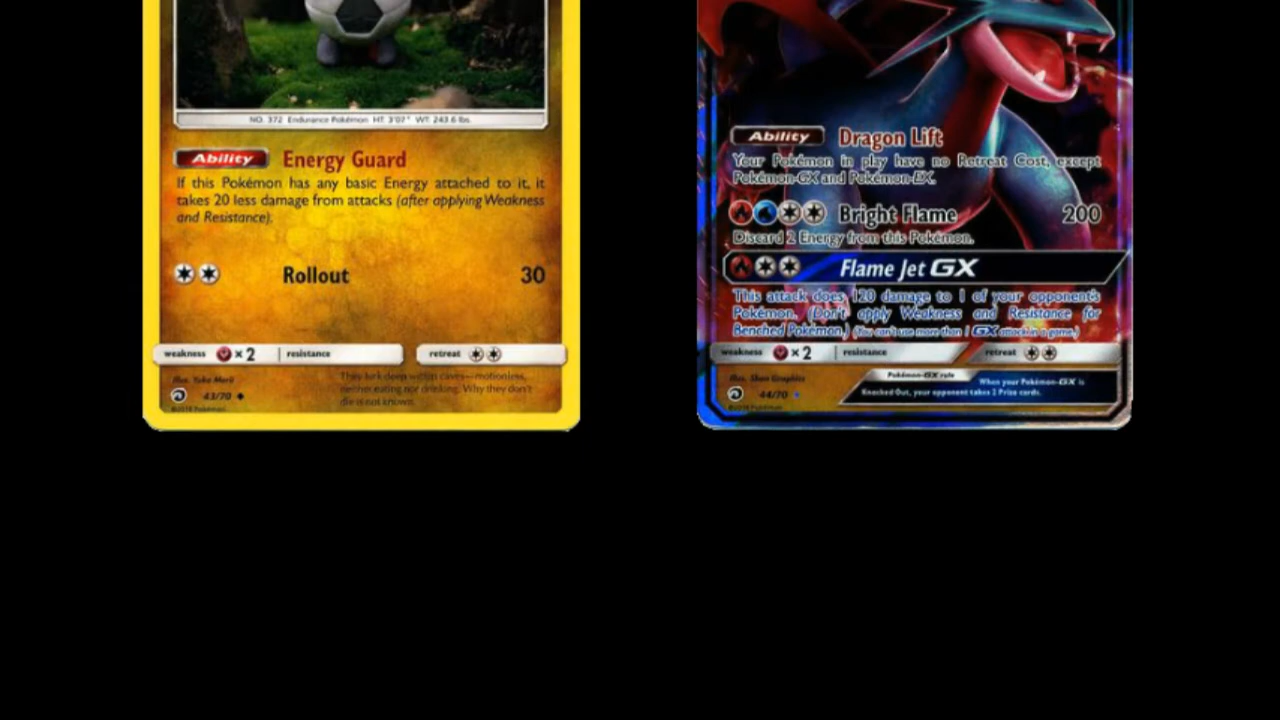 NO. 372 Endurance Pokémon HT: 3'07" WT: 243.6 lbs.
Ability Energy Guard
If this Pokémon has any basic Energy attached to it, it
takes 20 less damage from attacks (after applying Weakness
and Resistance).
Rollout 30
weakness ×2 resistance retreat
Illus. Yuka Morii
43/70
©2018 Pokémon
They lurk deep within caves—motionless,
neither eating nor drinking. Why they don't
die is not known.
Ability Dragon Lift
Your Pokémon in play have no Retreat Cost, except
Pokémon-GX and Pokémon-EX.
Bright Flame 200
Discard 2 Energy from this Pokémon.
Flame Jet GX
This attack does 120 damage to 1 of your opponent's
Pokémon. (Don't apply Weakness and Resistance for
Benched Pokémon.) (You can't use more than 1 GX attack in a game.)
weakness ×2 resistance retreat
Illus. Shen Graphics
44/70
©2018 Pokémon
Pokémon-GX rule
When your Pokémon-GX is
Knocked Out, your opponent takes 2 Prize cards.